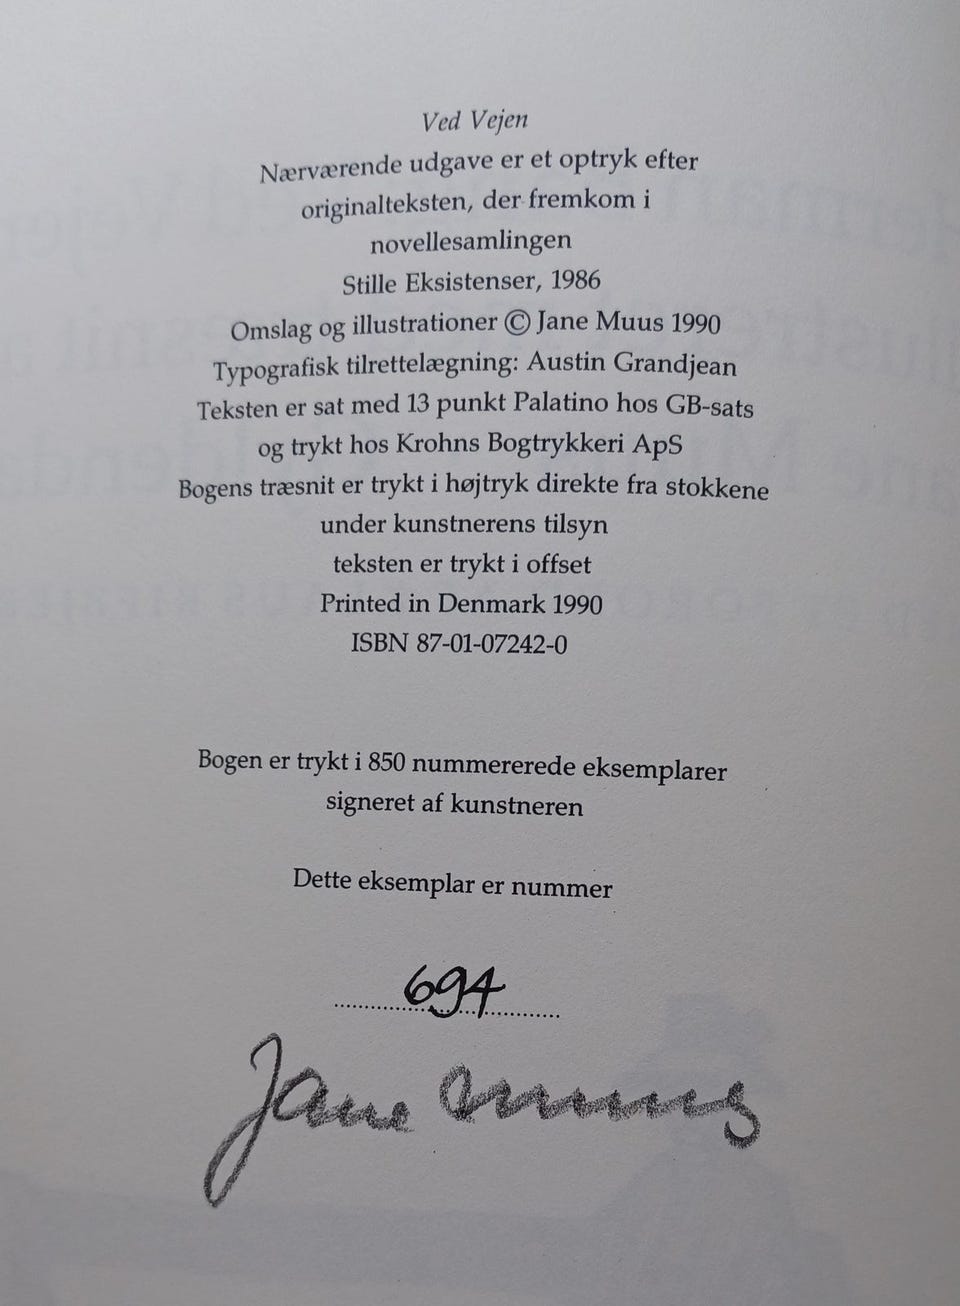 Ved Vejen
Nærværende udgave er et optryk efter
originalteksten, der fremkom i
novellesamlingen
Stille Eksistenser, 1986
Omslag og illustrationer © Jane Muus 1990
Typografisk tilrettelægning: Austin Grandjean
Teksten er sat med 13 punkt Palatino hos GB-sats
og trykt hos Krohns Bogtrykkeri ApS
Bogens træsnit er trykt i højtryk direkte fra stokkene
under kunstnerens tilsyn
teksten er trykt i offset
Printed in Denmark 1990
ISBN 87-01-07242-0
Bogen er trykt i 850 nummererede eksemplarer
signeret af kunstneren
Dette eksemplar er nummer
694
Jane Muus